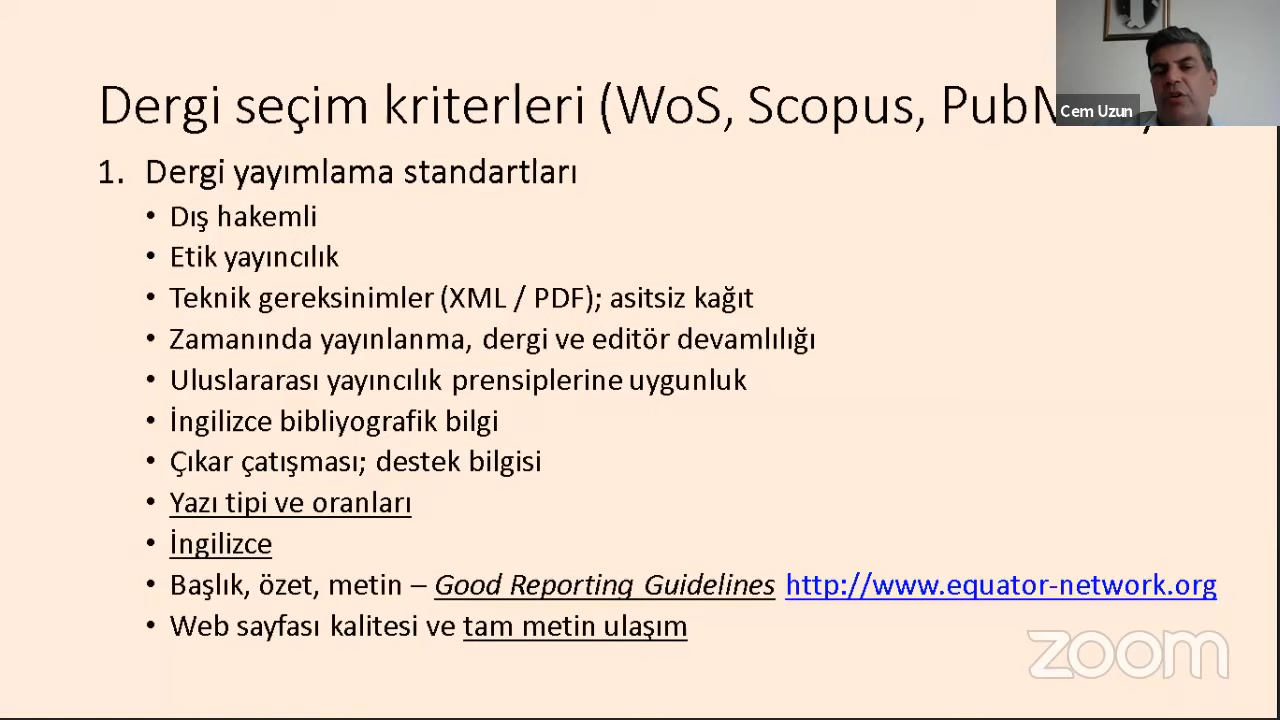 Dergi seçim kriterleri (WoS, Scopus,
Cem Uzun
1. Dergi yayımlama standartları
• Dış hakemli
• Etik yayıncılık
• Teknik gereksinimler (XML / PDF); asitsiz kağıt
• Zamanında yayınlanma, dergi ve editör devamlılığı
• Uluslararası yayıncılık prensiplerine uygunluk
• İngilizce bibliyografik bilgi
• Çıkar çatışması; destek bilgisi
• Yazı tipi ve oranları
• İngilizce
• Başlık, özet, metin – Good Reporting Guidelines http://www.equator-network.org
• Web sayfası kalitesi ve tam metin ulaşım
zoom